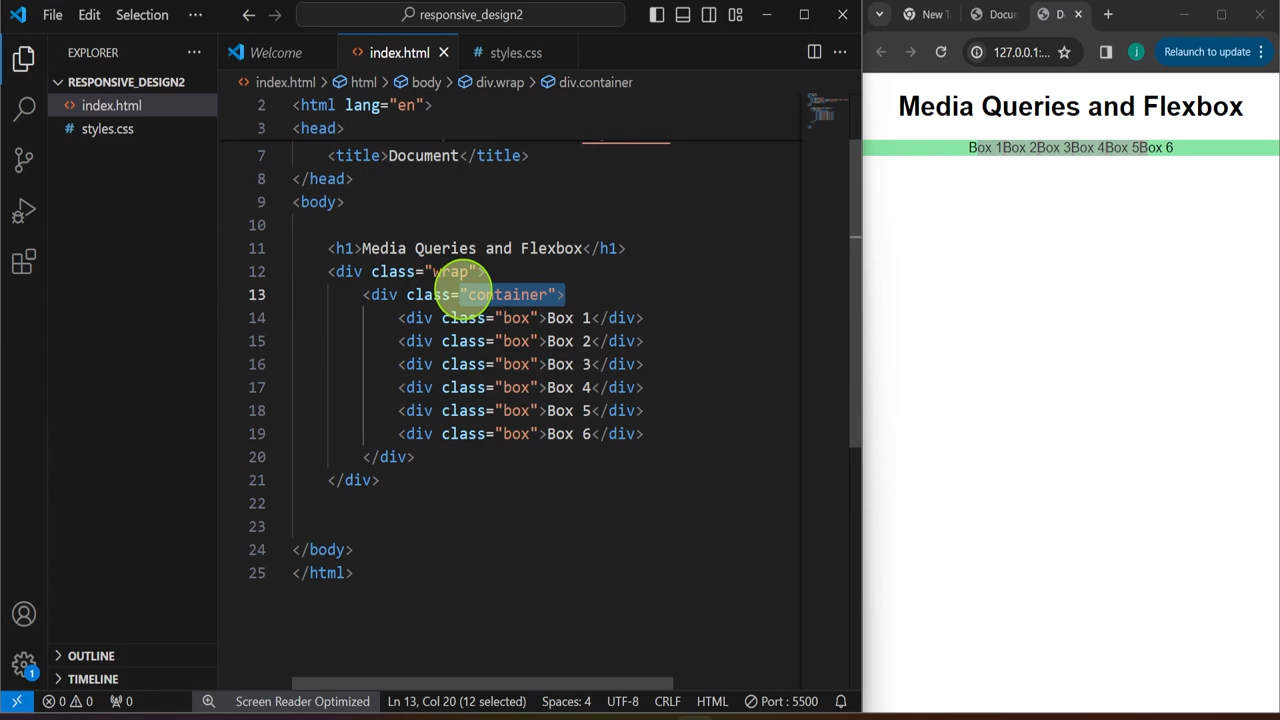 File Edit Selection ··· responsive_design2
EXPLORER ···
RESPONSIVE_DESIGN2
index.html
styles.css
OUTLINE
TIMELINE
1
Welcome index.html styles.css ···
index.html > html > body > div.wrap > div.container
2 <html lang="en">
3 <head>
7 <title>Document</title>
8 </head>
9 <body>
10
11 <h1>Media Queries and Flexbox</h1>
12 <div class="wrap">
13 <div class="container">
14 <div class="box">Box 1</div>
15 <div class="box">Box 2</div>
16 <div class="box">Box 3</div>
17 <div class="box">Box 4</div>
18 <div class="box">Box 5</div>
19 <div class="box">Box 6</div>
20 </div>
21 </div>
22
23
24 </body>
25 </html>
0 0 0 Screen Reader Optimized Ln 13, Col 20 (12 selected) Spaces: 4 UTF-8 CRLF HTML Port : 5500
New T Docum D
127.0.0.1:... j Relaunch to update
Media Queries and Flexbox
Box 1Box 2Box 3Box 4Box 5Box 6